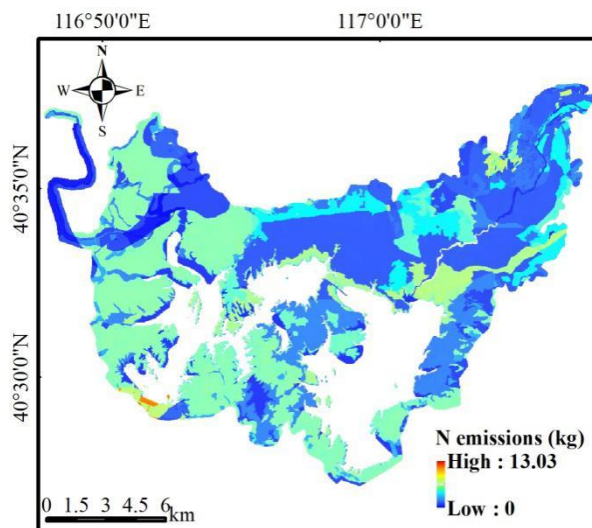 116°50'0"E 117°0'0"E
N
W E
S
40°35'0"N
40°30'0"N
N emissions (kg)
High : 13.03
Low : 0
0 1.5 3 4.5 6
km